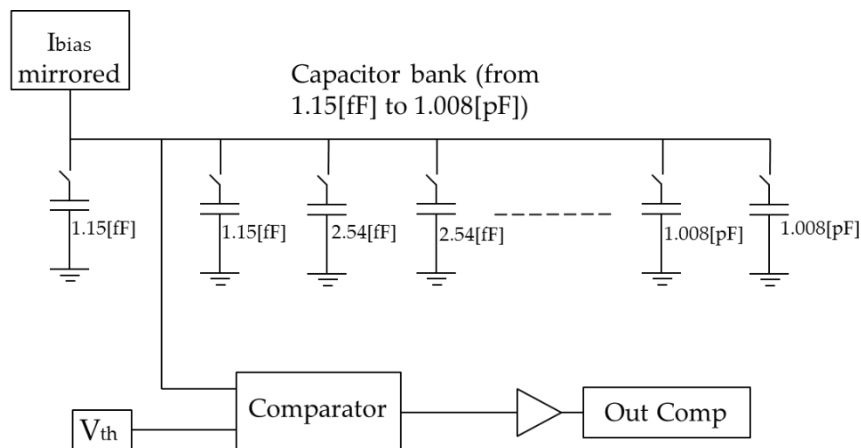 Ibias
mirrored
Capacitor bank (from
1.15[fF] to 1.008[pF])
1.15[fF]
1.15[fF]
2.54[fF]
2.54[fF]
1.008[pF]
1.008[pF]
Comparator
Out Comp
Vth